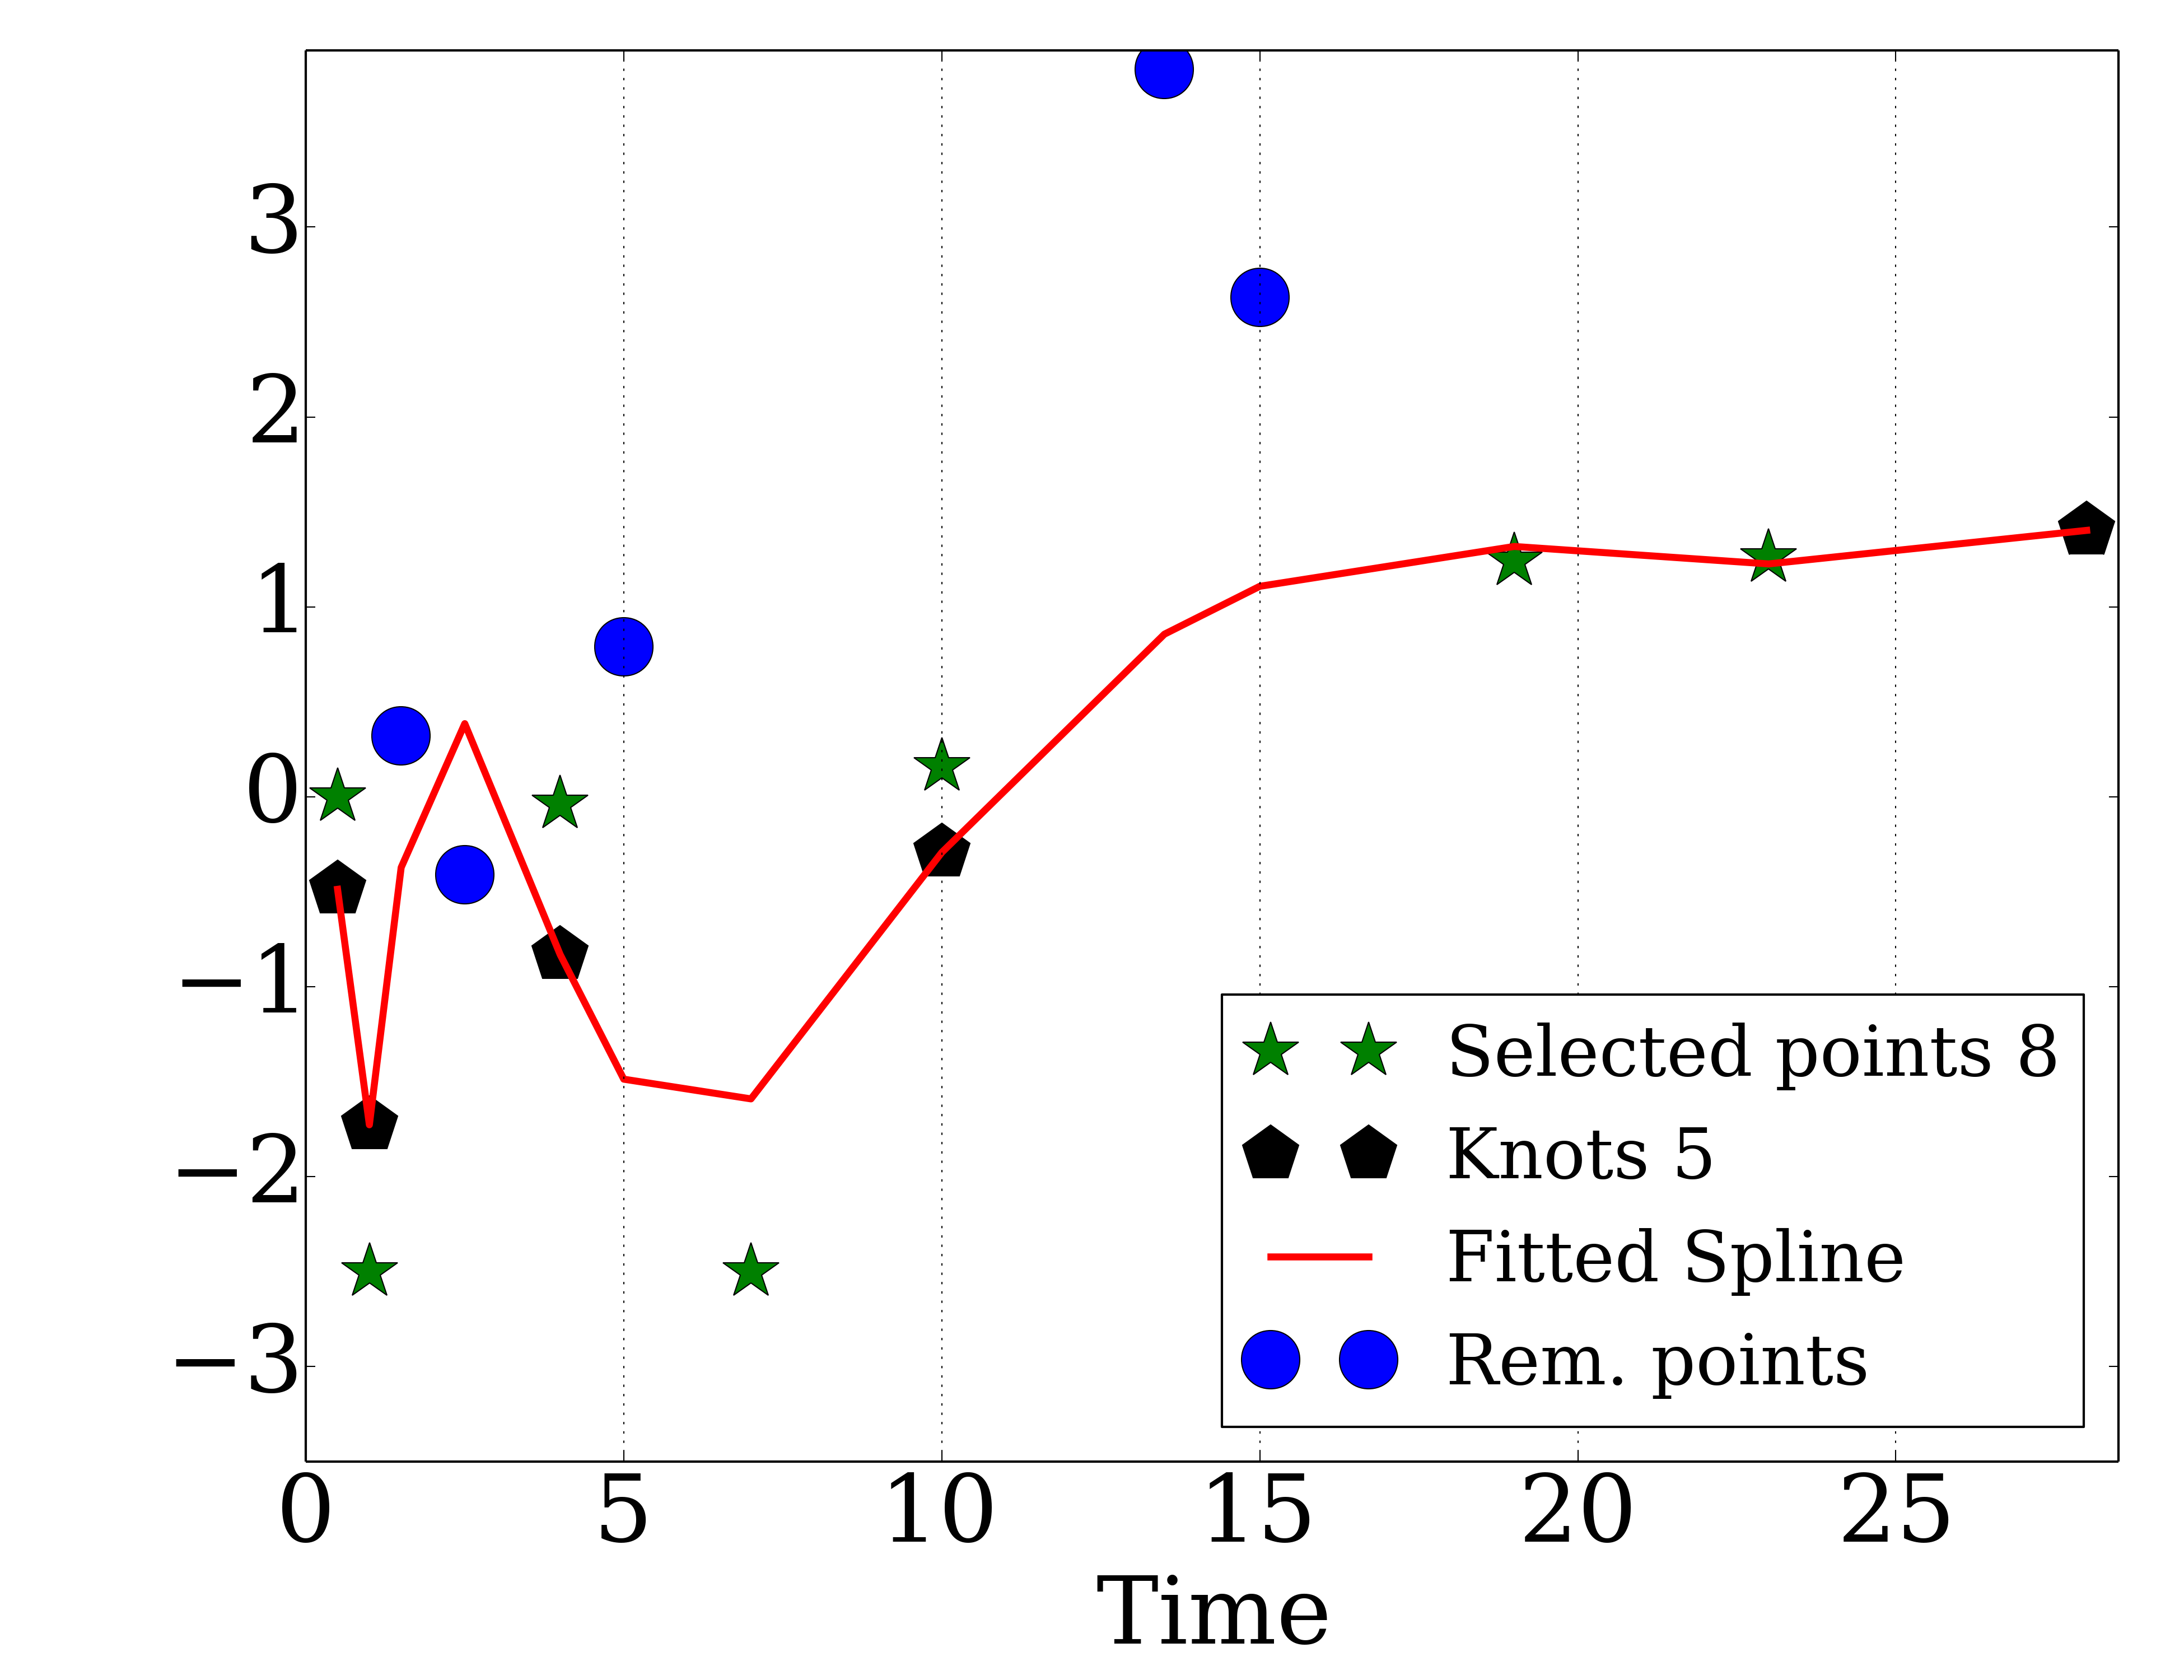 3
2
1
0
−1
−2
−3
Selected points 8
Knots 5
Fitted Spline
Rem. points
0 5 10 15 20 25
Time